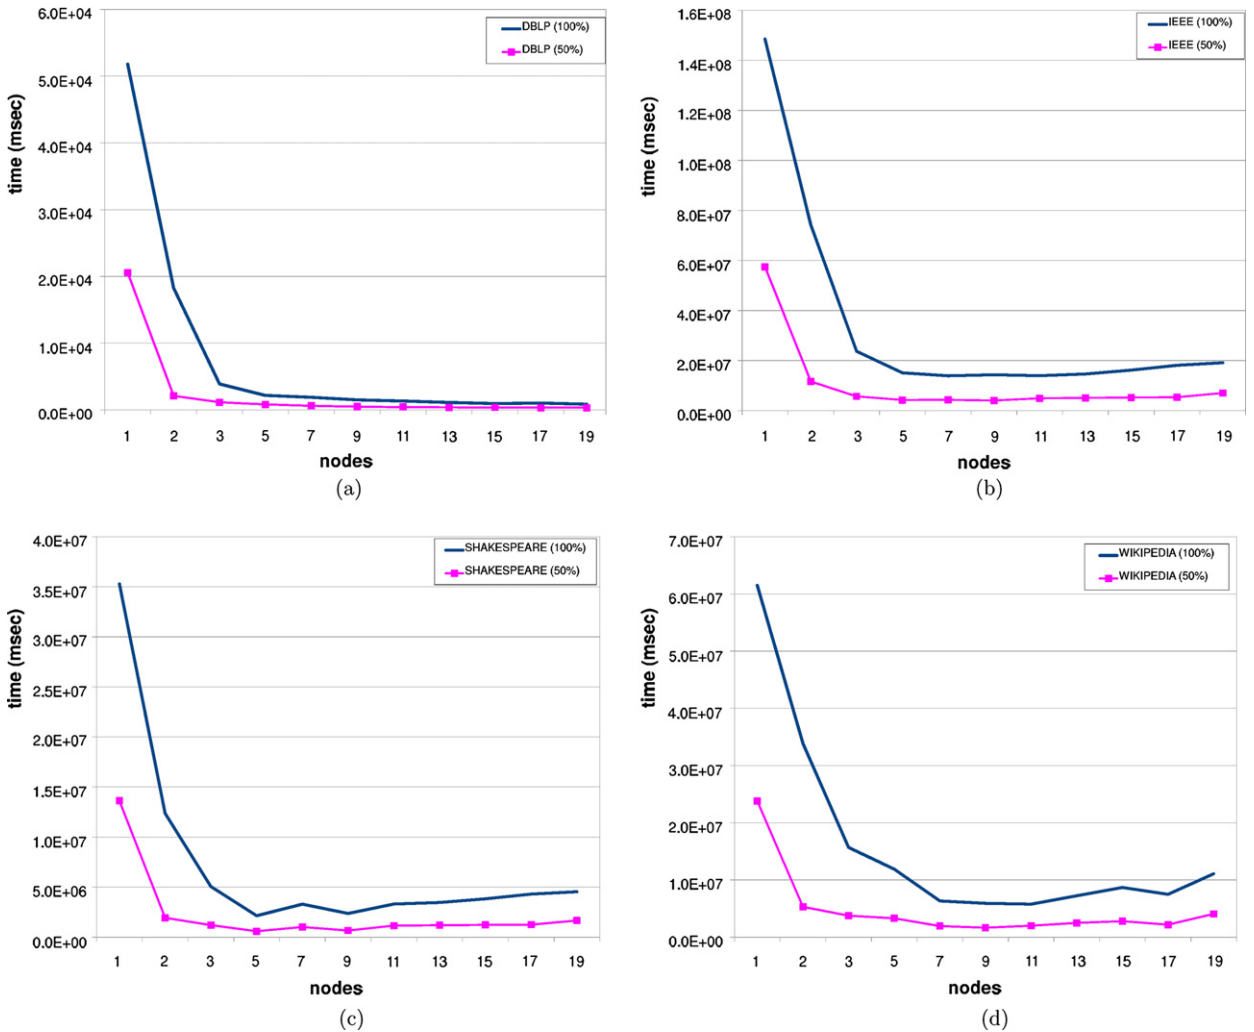 6.0E+04
5.0E+04
4.0E+04
3.0E+04
2.0E+04
1.0E+04
0.0E+00
time (msec)
DBLP (100%)
DBLP (50%)
1 2 3 5 7 9 11 13 15 17 19
nodes
(a)
1.6E+08
1.4E+08
1.2E+08
1.0E+08
8.0E+07
6.0E+07
4.0E+07
2.0E+07
0.0E+00
time (msec)
IEEE (100%)
IEEE (50%)
1 2 3 5 7 9 11 13 15 17 19
nodes
(b)
4.0E+07
3.5E+07
3.0E+07
2.5E+07
2.0E+07
1.5E+07
1.0E+07
5.0E+06
0.0E+00
time (msec)
SHAKESPEARE (100%)
SHAKESPEARE (50%)
1 2 3 5 7 9 11 13 15 17 19
nodes
(c)
7.0E+07
6.0E+07
5.0E+07
4.0E+07
3.0E+07
2.0E+07
1.0E+07
0.0E+00
time (msec)
WIKIPEDIA (100%)
WIKIPEDIA (50%)
1 2 3 5 7 9 11 13 15 17 19
nodes
(d)